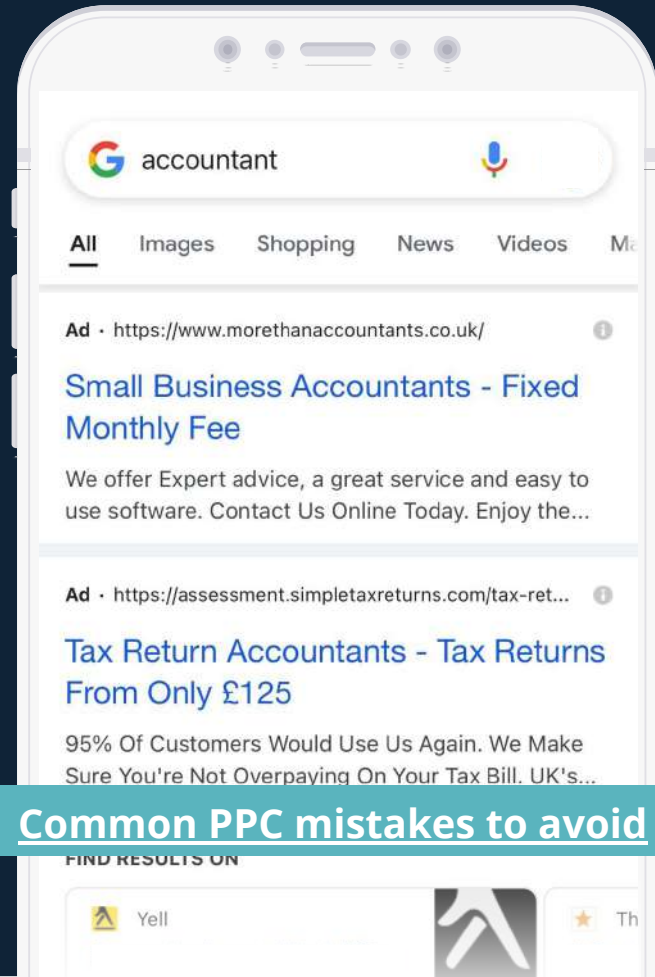 accountant
All Images Shopping News Videos
Ad · https://www.morethanaccountants.co.uk/
Small Business Accountants - Fixed
Monthly Fee
We offer Expert advice, a great service and easy to
use software. Contact Us Online Today. Enjoy the...
Ad · https://assessment.simpletaxreturns.com/tax-ret...
Tax Return Accountants - Tax Returns
From Only £125
95% Of Customers Would Use Us Again. We Make
Sure You're Not Overpaying On Your Tax Bill. UK's...
Common PPC mistakes to avoid
FIND RESULTS ON
Yell